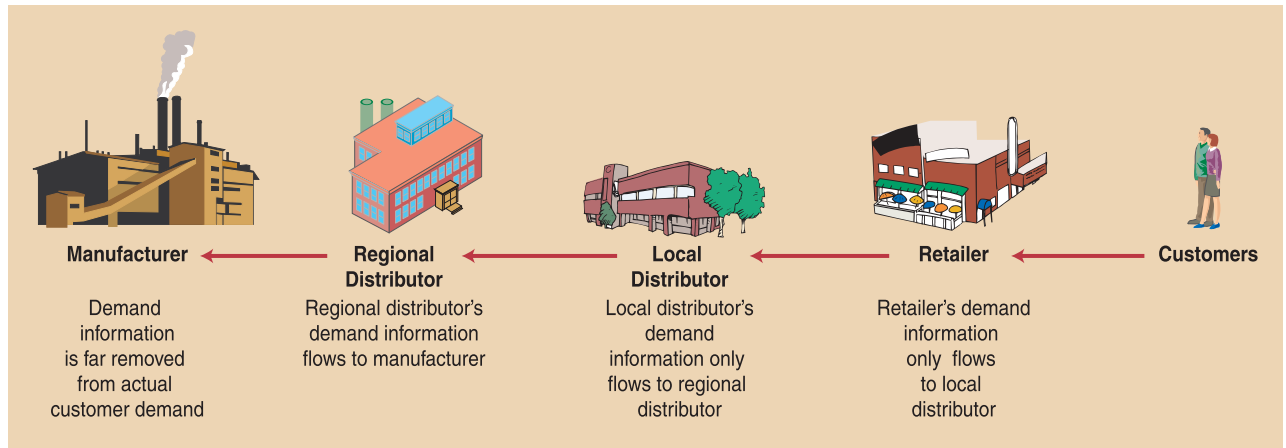 Manufacturer
Demand
information
is far removed
from actual
customer demand
Regional
Distributor
Regional distributor's
demand information
flows to manufacturer
Local
Distributor
Local distributor's
demand
information only
flows to regional
distributor
Retailer
Retailer's demand
information
only flows
to local
distributor
Customers